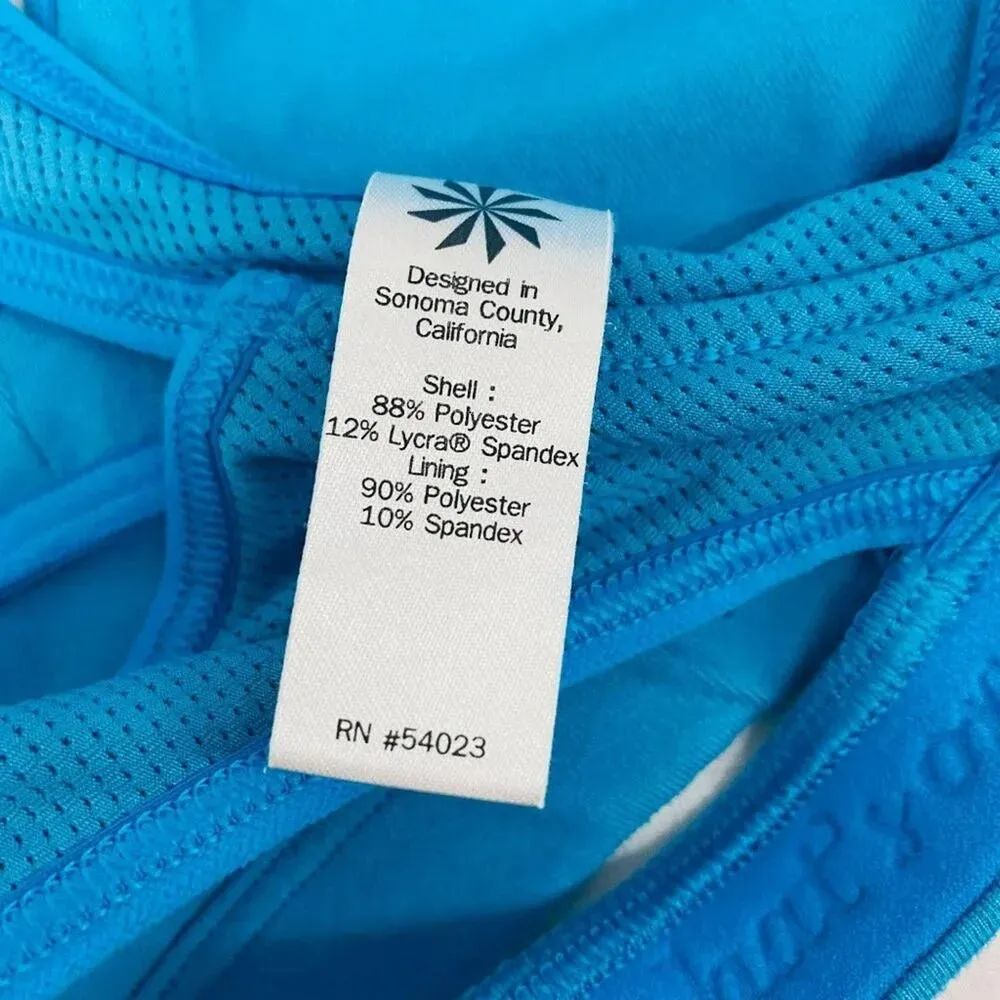 Designed in
Sonoma County,
California
Shell :
88% Polyester
12% Lycra® Spandex
Lining :
90% Polyester
10% Spandex
RN #54023